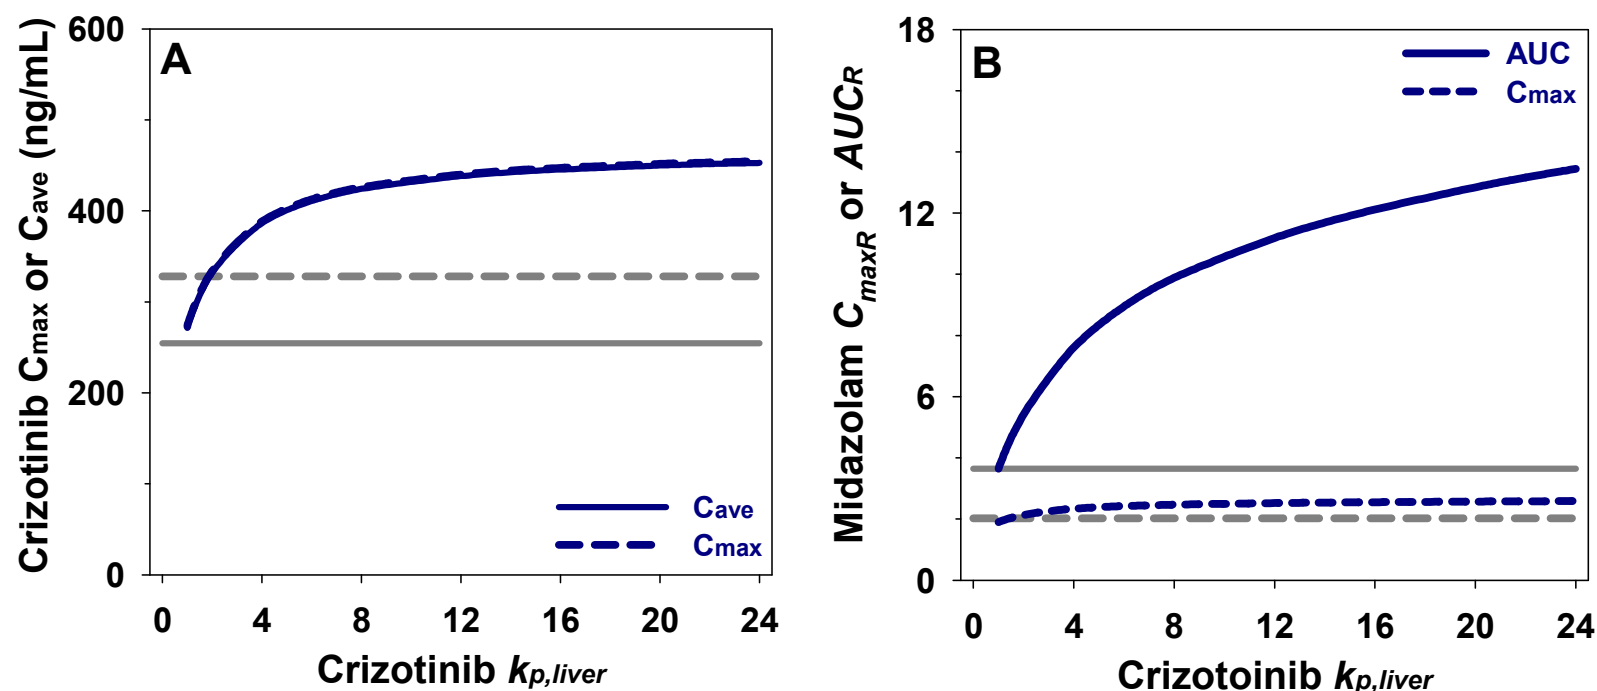 A
Crizotinib Cmax or Cave (ng/mL)
600
400
200
0
Cave
Cmax
0 4 8 12 16 20 24
Crizotinib kp,liver
B
Midazolam CmaxR or AUCR
18
12
6
0
AUC
Cmax
0 4 8 12 16 20 24
Crizotoinib kp,liver